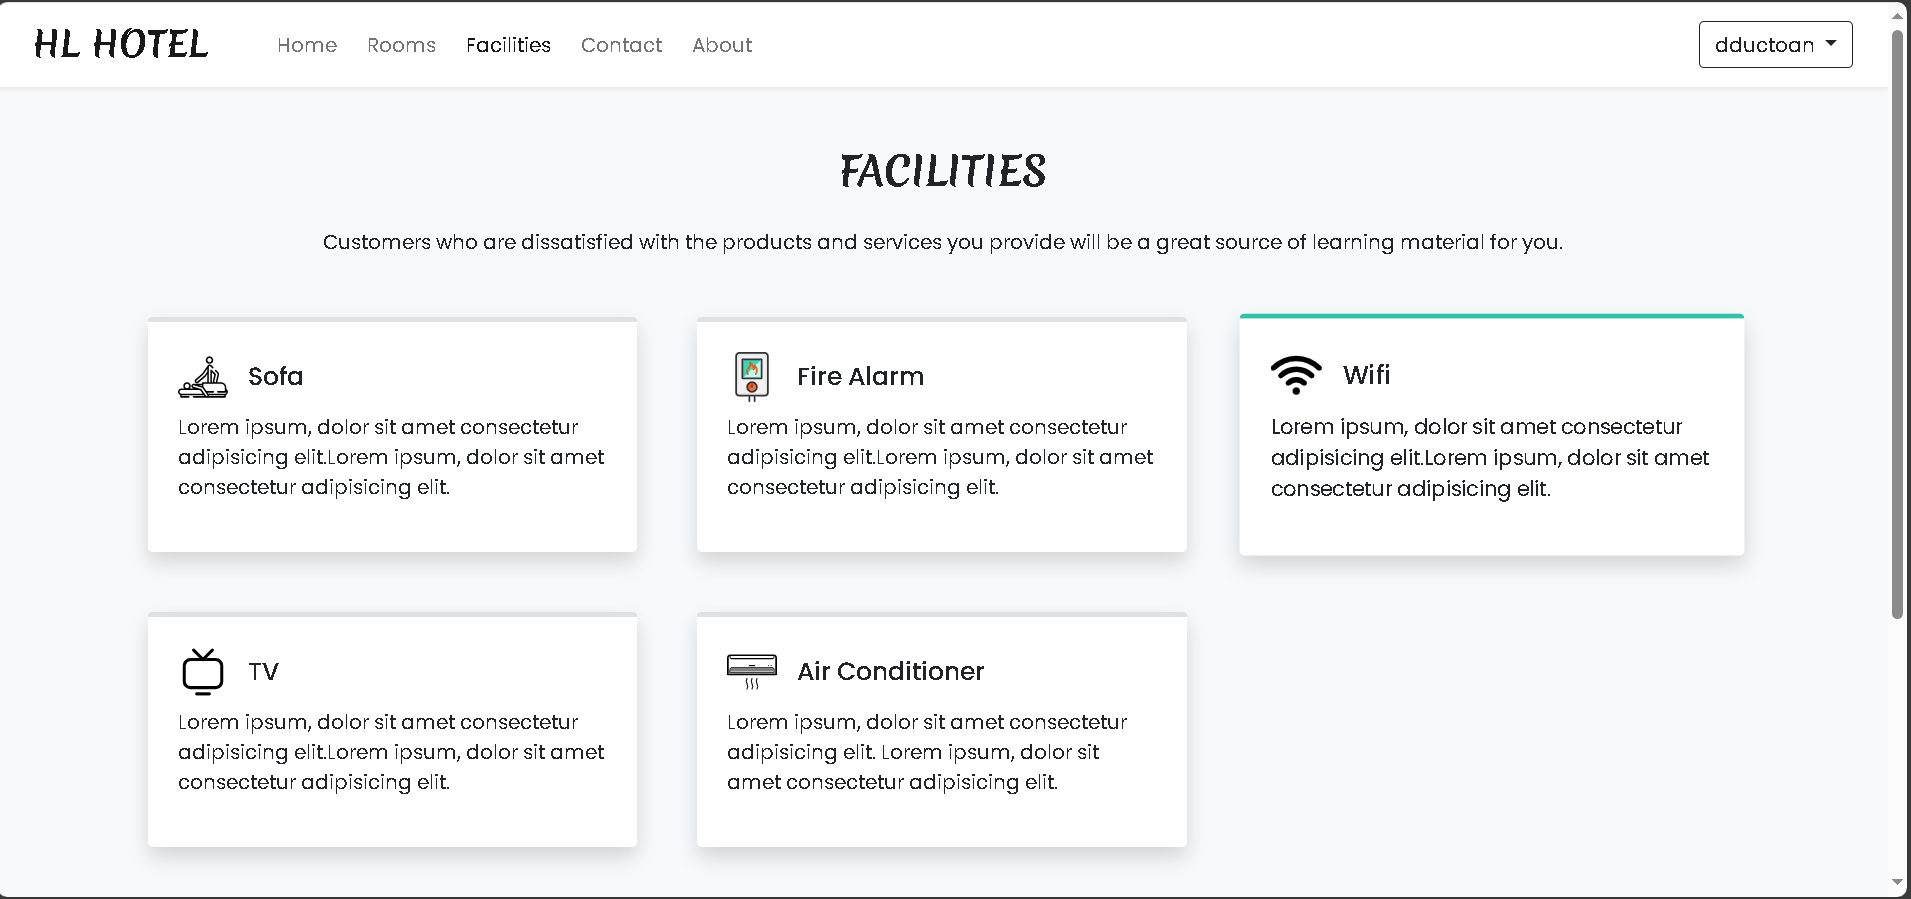 HL HOTEL
Home
Rooms
Facilities
Contact
About
dductoan
FACILITIES
Customers who are dissatisfied with the products and services you provide will be a great source of learning material for you.
Sofa
Lorem ipsum, dolor sit amet consectetur
adipisicing elit.Lorem ipsum, dolor sit amet
consectetur adipisicing elit.
Fire Alarm
Lorem ipsum, dolor sit amet consectetur
adipisicing elit.Lorem ipsum, dolor sit amet
consectetur adipisicing elit.
Wifi
Lorem ipsum, dolor sit amet consectetur
adipisicing elit.Lorem ipsum, dolor sit amet
consectetur adipisicing elit.
TV
Lorem ipsum, dolor sit amet consectetur
adipisicing elit.Lorem ipsum, dolor sit amet
consectetur adipisicing elit.
Air Conditioner
Lorem ipsum, dolor sit amet consectetur
adipisicing elit. Lorem ipsum, dolor sit
amet consectetur adipisicing elit.